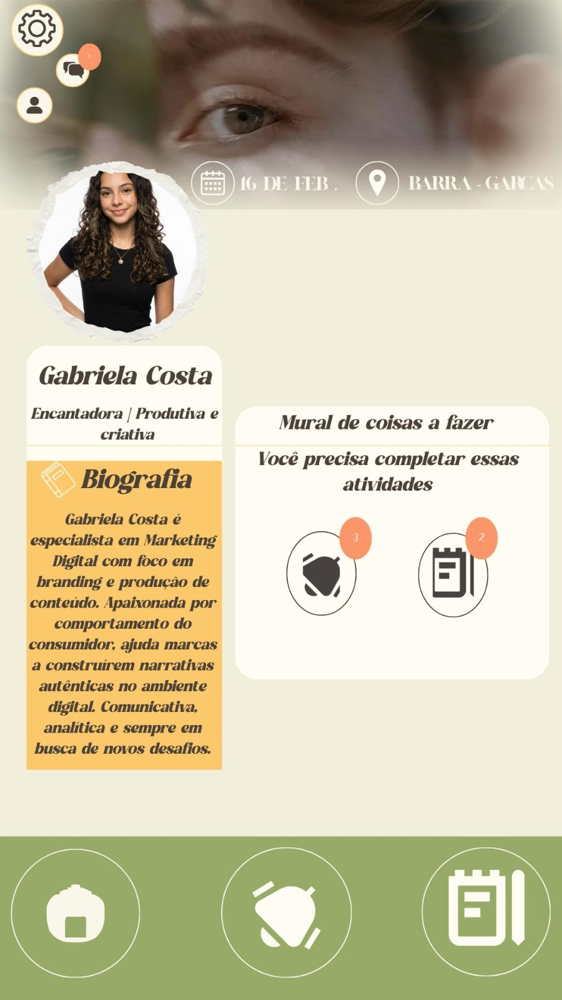 6
16 DE FEB .
BARRA - GARCAS
Gabriela Costa
Encantadora | Produtiva e
criativa
Mural de coisas a fazer
Você precisa completar essas
atividades
3
2
Biografia
Gabriela Costa é
especialista em Marketing
Digital com foco em
branding e produção de
conteúdo. Apaixonada por
comportamento do
consumidor, ajuda marcas
a construírem narrativas
autênticas no ambiente
digital. Comunicativa,
analítica e sempre em
busca de novos desafios.